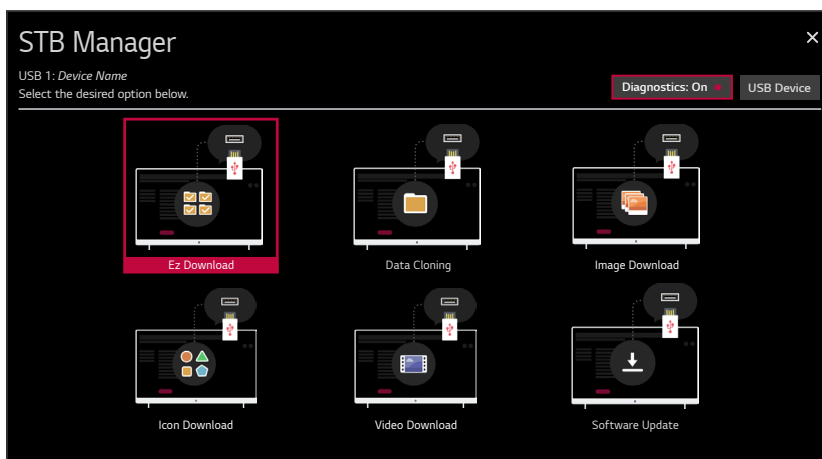 STB Manager
USB 1: Device Name
Select the desired option below.
Diagnostics: On
USB Device
Ez Download
Data Cloning
Image Download
Icon Download
Video Download
Software Update